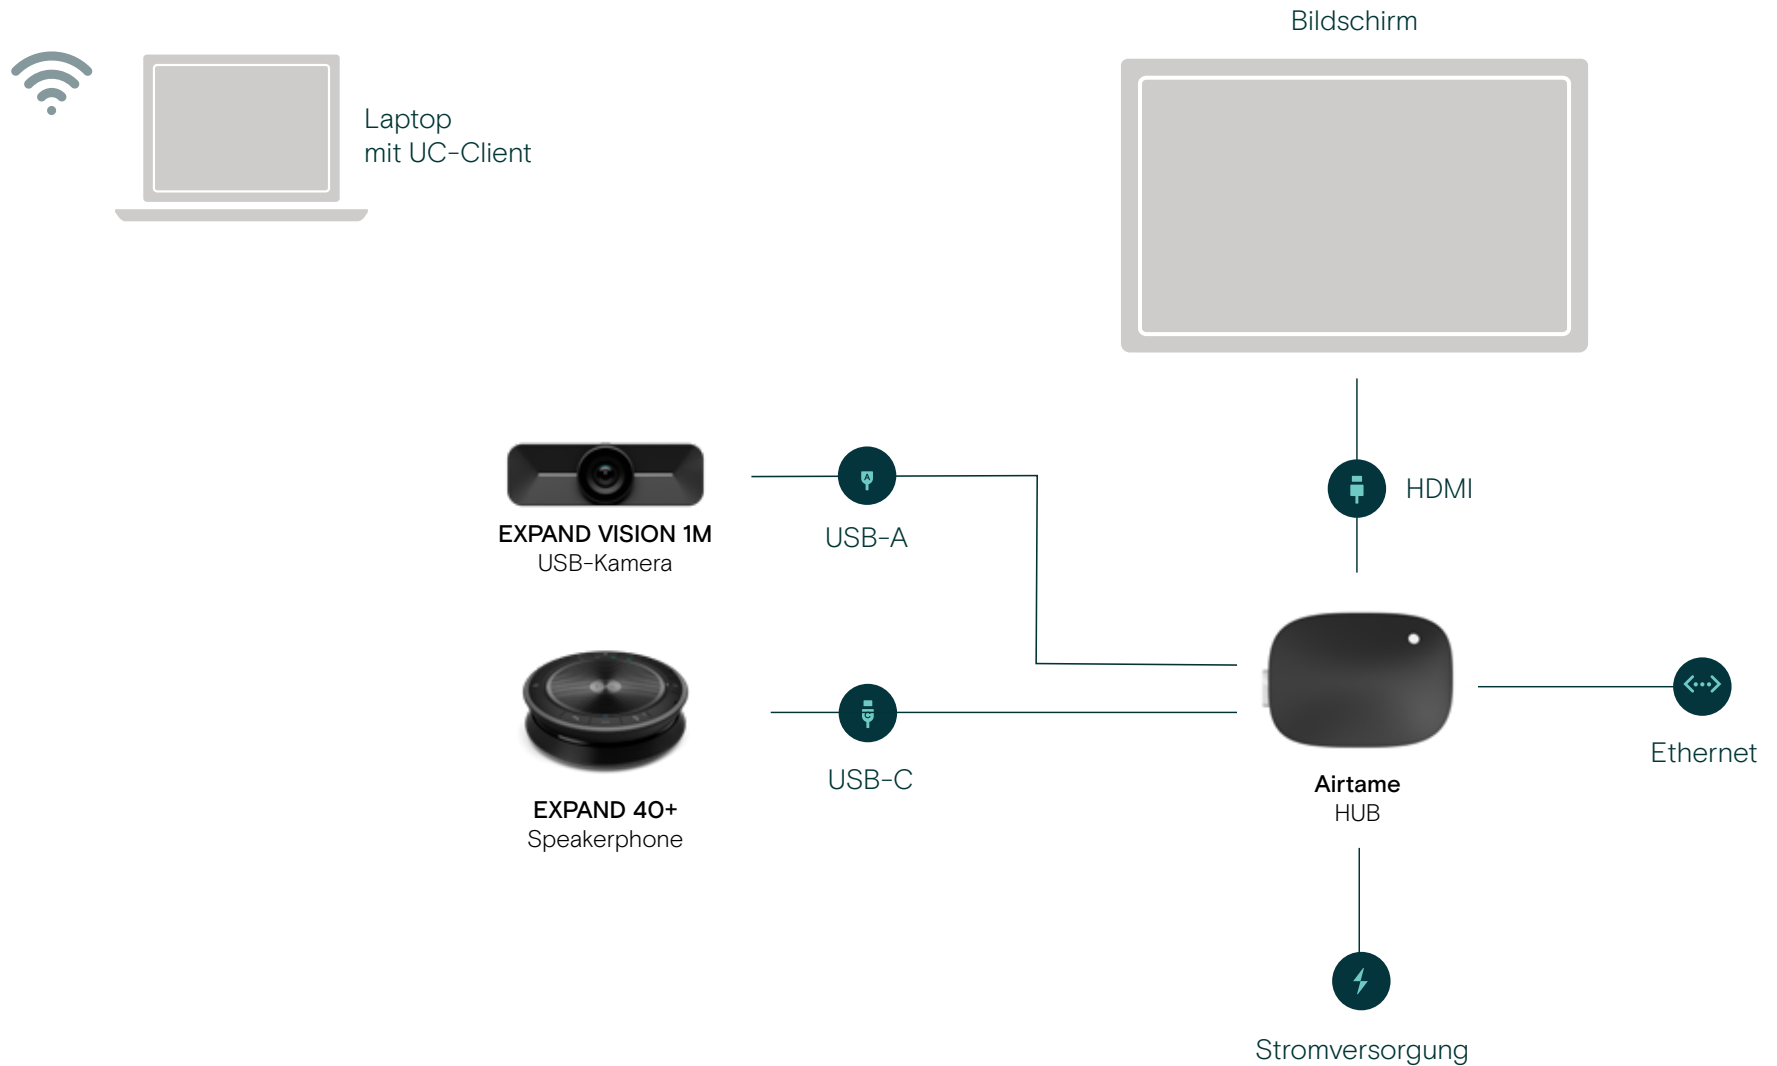 Bildschirm
Laptop
mit UC-Client
HDMI
EXPAND VISION 1M
USB-Kamera
USB-A
EXPAND 40+
Speakerphone
USB-C
Airtame
HUB
Ethernet
Stromversorgung